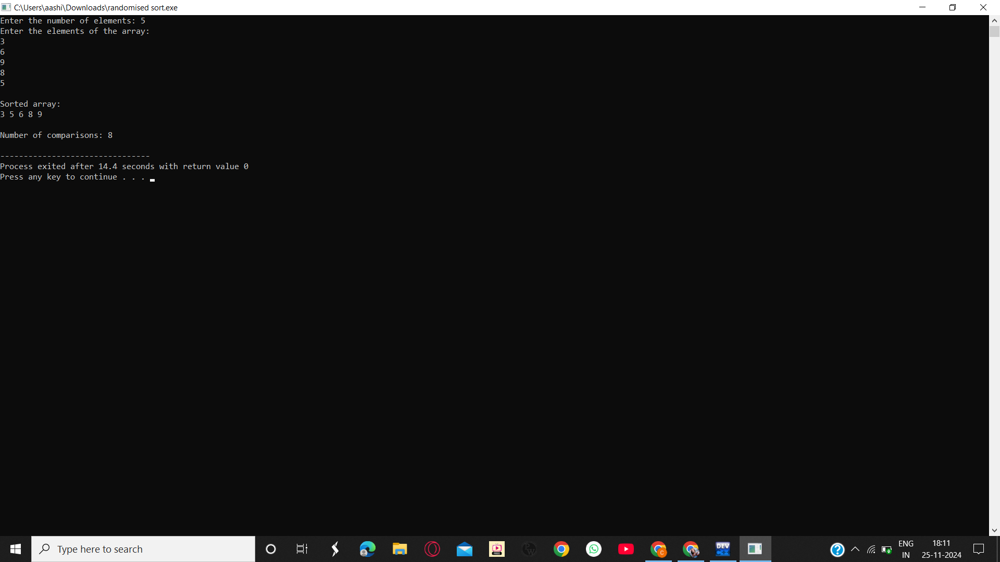 C:\Users\aashi\Downloads\randomised sort.exe
Enter the number of elements: 5
Enter the elements of the array:
3
6
9
8
5
Sorted array:
3 5 6 8 9
Number of comparisons: 8
--------------------------------
Process exited after 14.4 seconds with return value 0
Press any key to continue . . .
Type here to search
FREE
C
DEV
C++
ENG
IN
18:11
25-11-2024